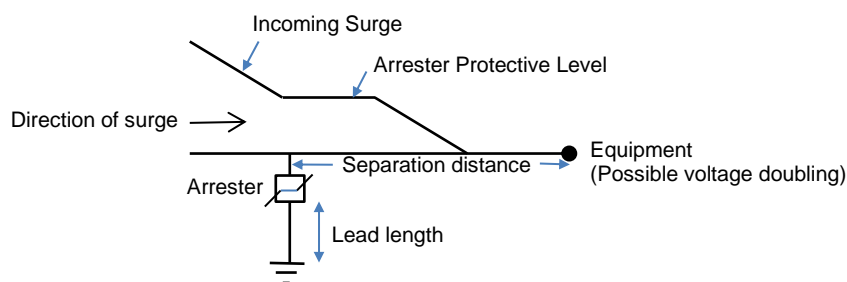 Incoming Surge
Arrester Protective Level
Direction of surge
Separation distance
Equipment
(Possible voltage doubling)
Arrester
Lead length